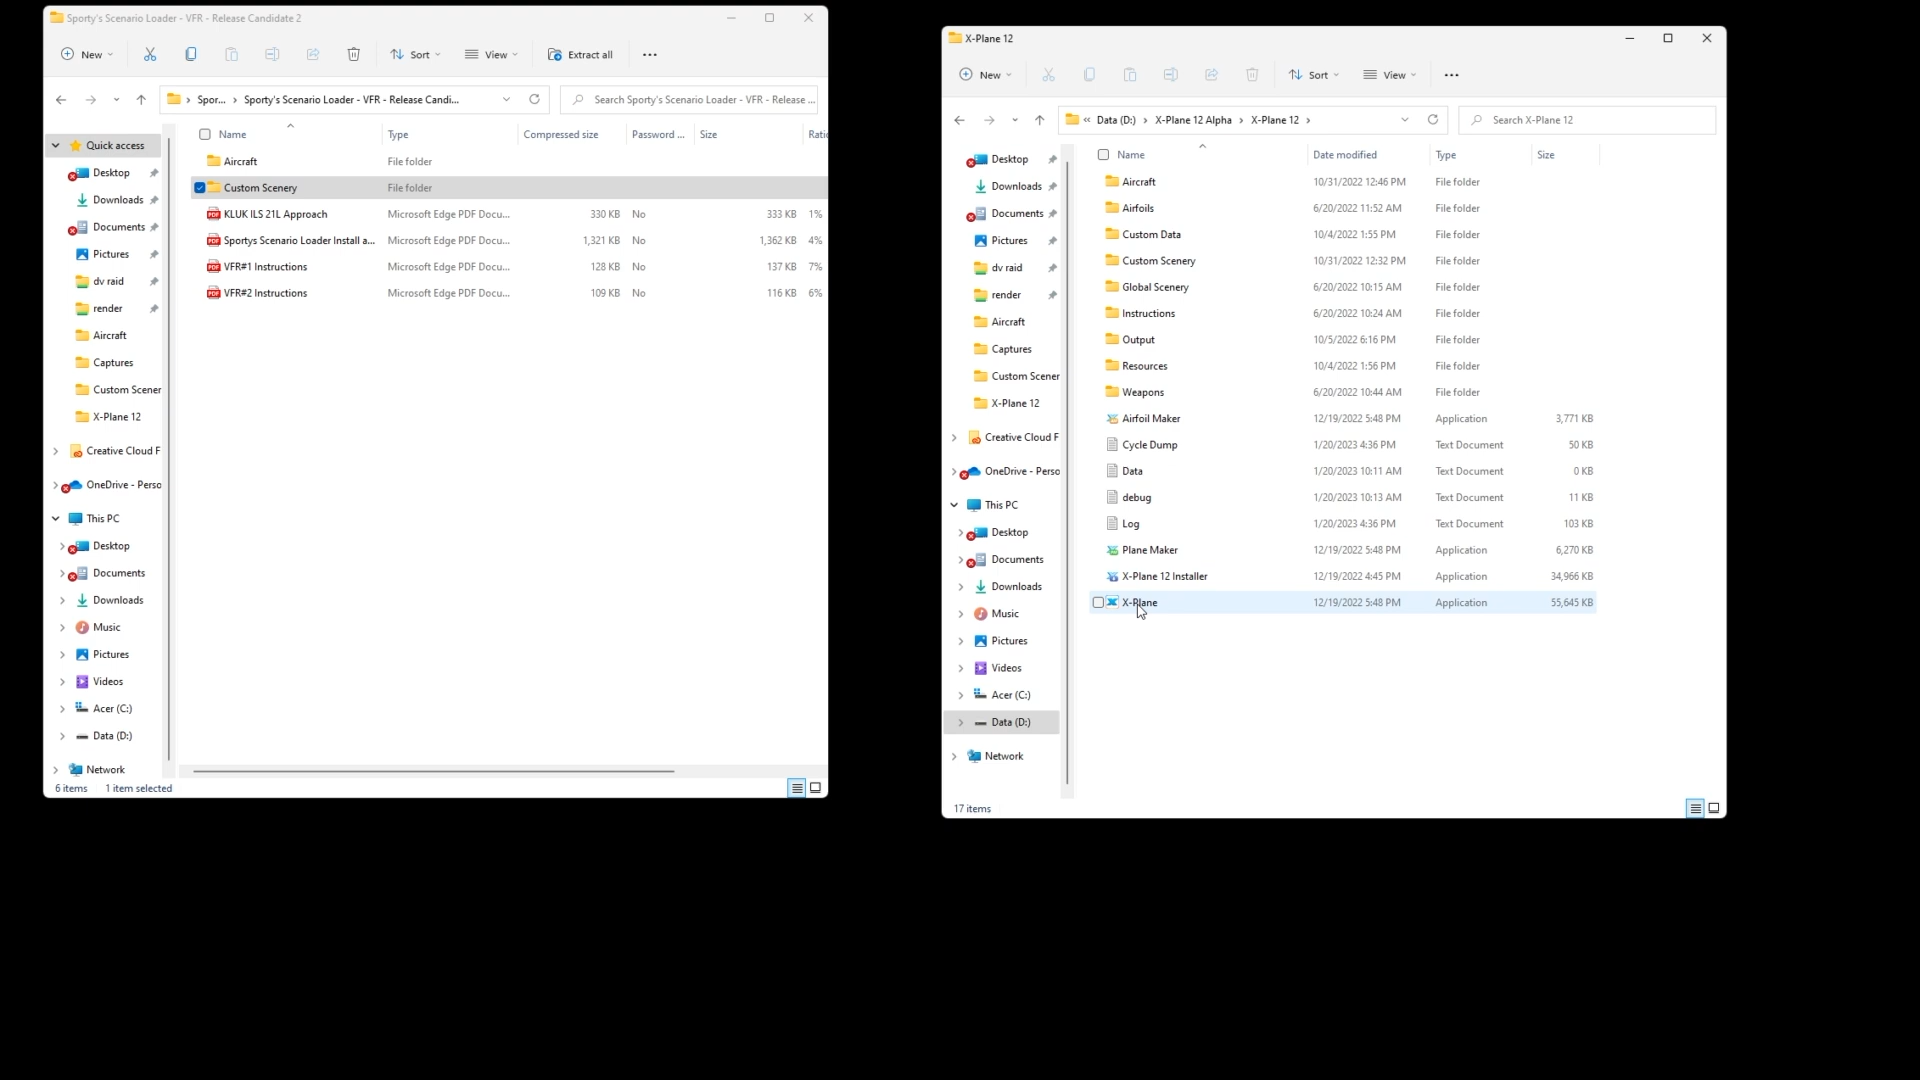 Sporty's Scenario Loader - VFR - Release Candidate 2
New
Sort
View
Extract all
Spor... > Sporty's Scenario Loader - VFR - Release Candi...
Search Sporty's Scenario Loader - VFR - Release ...
Name Type Compressed size Password ... Size Ratio
Quick access
Desktop
Downloads
Documents
Pictures
dv raid
render
Aircraft
Captures
Custom Scener
X-Plane 12
Creative Cloud F
OneDrive - Perso
This PC
Desktop
Documents
Downloads
Music
Pictures
Videos
Acer (C:)
Data (D:)
Network
Aircraft File folder
Custom Scenery File folder
KLUK ILS 21L Approach Microsoft Edge PDF Docu... 330 KB No 333 KB 1%
Sportys Scenario Loader Install a... Microsoft Edge PDF Docu... 1,321 KB No 1,362 KB 4%
VFR#1 Instructions Microsoft Edge PDF Docu... 128 KB No 137 KB 7%
VFR#2 Instructions Microsoft Edge PDF Docu... 109 KB No 116 KB 6%
6 items 1 item selected
X-Plane 12
New
Sort
View
« Data (D:) > X-Plane 12 Alpha > X-Plane 12 >
Search X-Plane 12
Name Date modified Type Size
Desktop
Downloads
Documents
Pictures
dv raid
render
Aircraft
Captures
Custom Scener
X-Plane 12
Creative Cloud F
OneDrive - Perso
This PC
Desktop
Documents
Downloads
Music
Pictures
Videos
Acer (C:)
Data (D:)
Network
Aircraft 10/31/2022 12:46 PM File folder
Airfoils 6/20/2022 11:52 AM File folder
Custom Data 10/4/2022 1:55 PM File folder
Custom Scenery 10/31/2022 12:32 PM File folder
Global Scenery 6/20/2022 10:15 AM File folder
Instructions 6/20/2022 10:24 AM File folder
Output 10/5/2022 6:16 PM File folder
Resources 10/4/2022 1:56 PM File folder
Weapons 6/20/2022 10:44 AM File folder
Airfoil Maker 12/19/2022 5:48 PM Application 3,771 KB
Cycle Dump 1/20/2023 4:36 PM Text Document 50 KB
Data 1/20/2023 10:11 AM Text Document 0 KB
debug 1/20/2023 10:13 AM Text Document 11 KB
Log 1/20/2023 4:36 PM Text Document 103 KB
Plane Maker 12/19/2022 5:48 PM Application 6,270 KB
X-Plane 12 Installer 12/19/2022 4:45 PM Application 34,966 KB
X-Plane 12/19/2022 5:48 PM Application 55,645 KB
17 items